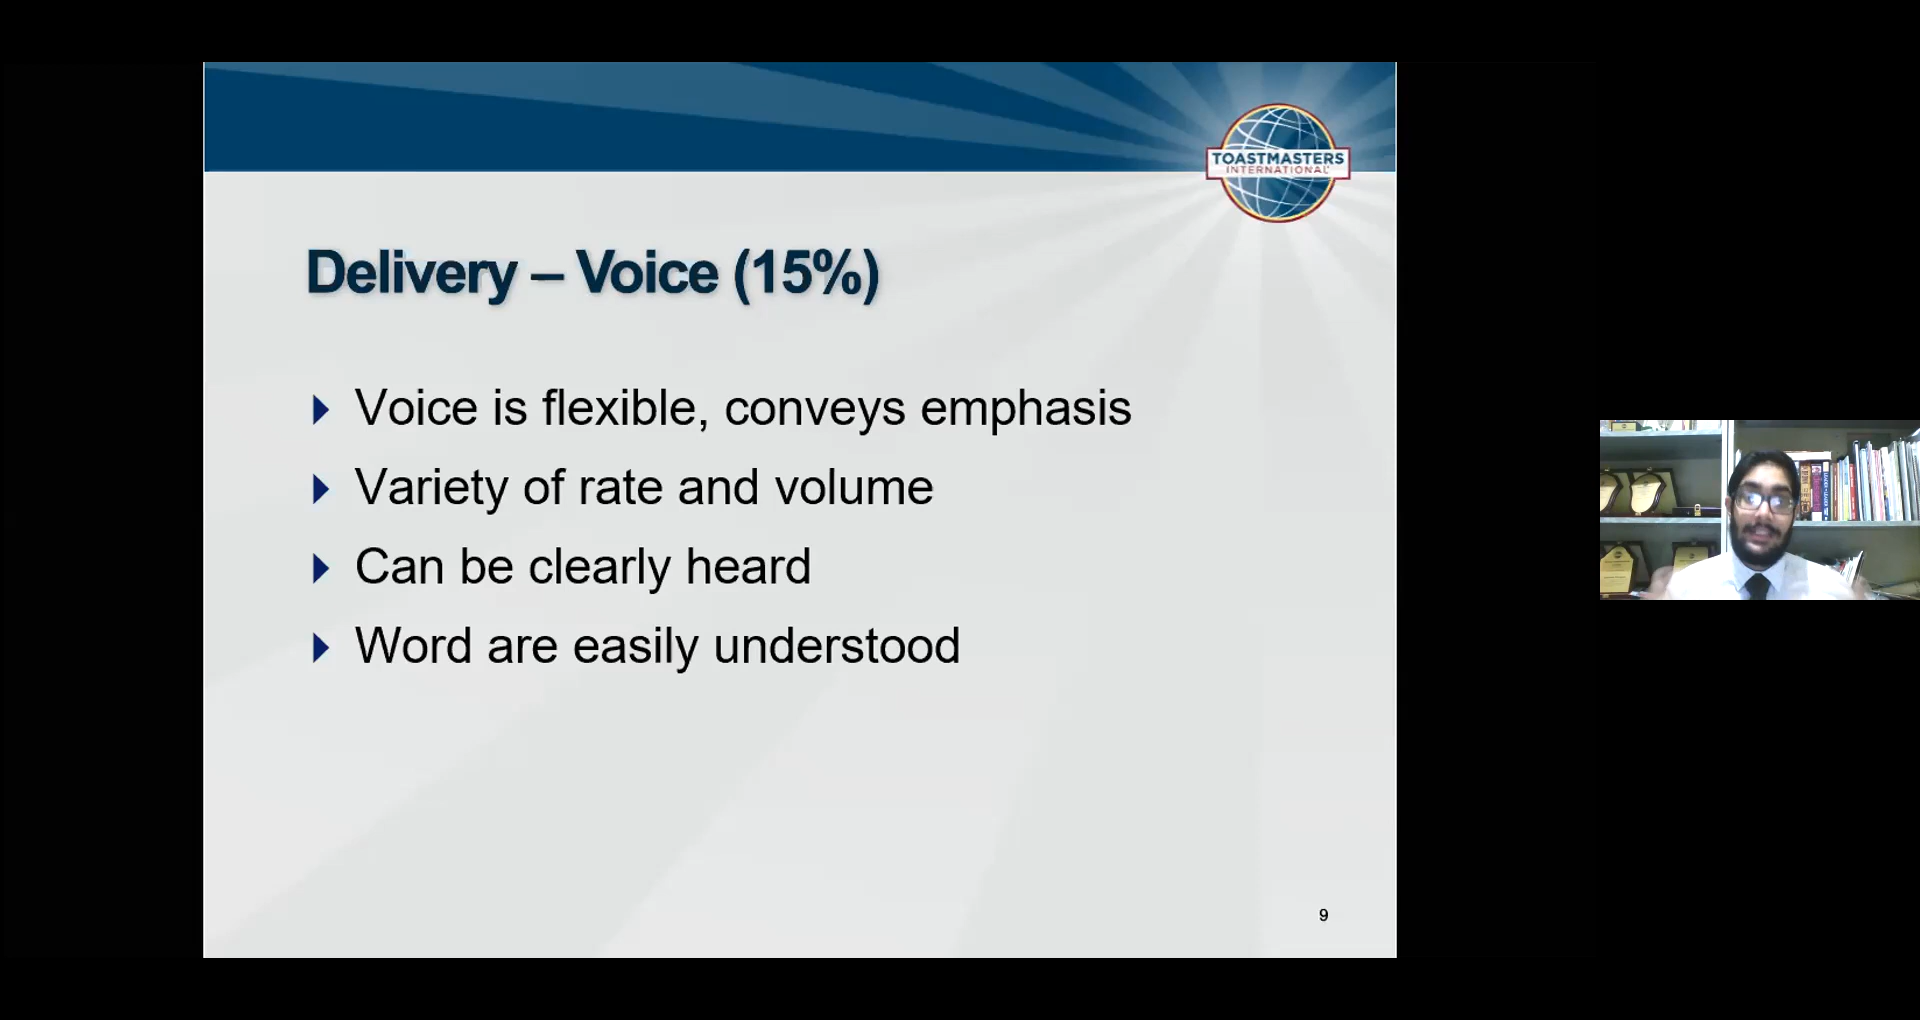 TOASTMASTERS
INTERNATIONAL
Delivery – Voice (15%)
Voice is flexible, conveys emphasis
Variety of rate and volume
Can be clearly heard
Word are easily understood
9